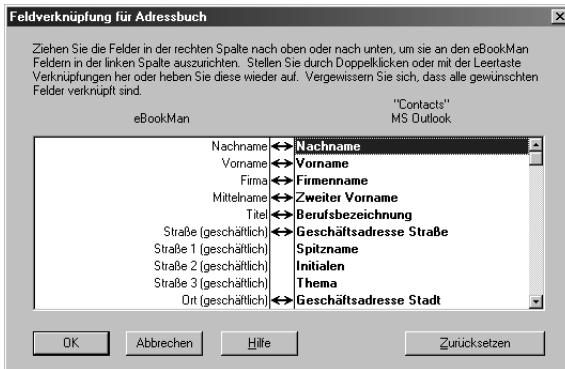 Feldverknüpfung für Adressbuch
Ziehen Sie die Felder in der rechten Spalte nach oben oder nach unten, um sie an den eBookMan
Feldern in der linken Spalte auszurichten. Stellen Sie durch Doppelklicken oder mit der Leertaste
Verknüpfungen her oder heben Sie diese wieder auf. Vergewissern Sie sich, dass alle gewünschten
Felder verknüpft sind.
"Contacts"
eBookMan MS Outlook
Nachname Nachname
Vorname Vorname
Firma Firmenname
Mittelname Zweiter Vorname
Titel Berufsbezeichnung
Straße (geschäftlich) Geschäftsadresse Straße
Straße 1 (geschäftlich) Spitzname
Straße 2 (geschäftlich) Initialen
Straße 3 (geschäftlich) Thema
Ort (geschäftlich) Geschäftsadresse Stadt
OK Abbrechen Hilfe Zurücksetzen